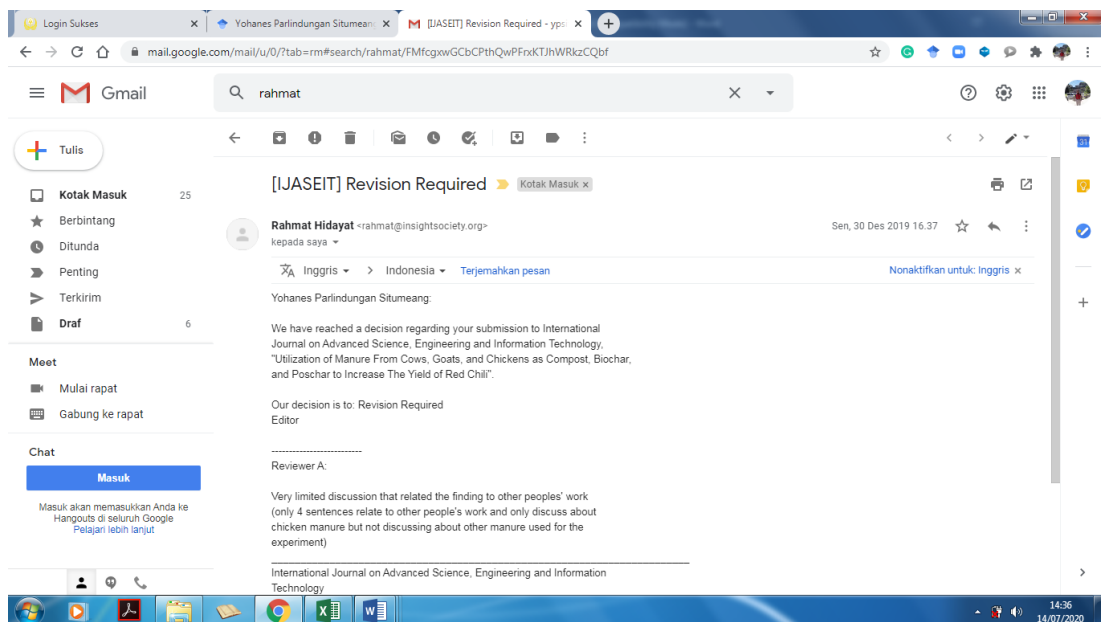 Login Sukses
Yohanes Parlindungan Situmeang
[IJASEIT] Revision Required - yps
mail.google.com/mail/u/0/?tab=rm#search/rahmat/FMfcgxwGCbCPthQwPFrxKTJhWRkzCQbf
Gmail
rahmat
Tulis
[IJASEIT] Revision Required
Kotak Masuk x
Kotak Masuk 25
Berbintang
Ditunda
Penting
Terkirim
Draf 6
Rahmat Hidayat <rahmat@insightsociety.org>
Sen, 30 Des 2019 16.37
kepada saya
Inggris > Indonesia Terjemahkan pesan
Nonaktifkan untuk: Inggris x
Yohanes Parlindungan Situmeang:
We have reached a decision regarding your submission to International
Journal on Advanced Science, Engineering and Information Technology,
"Utilization of Manure From Cows, Goats, and Chickens as Compost, Biochar,
and Poschar to Increase The Yield of Red Chili".
Our decision is to: Revision Required
Editor
--------------------------
Reviewer A:
Very limited discussion that related the finding to other peoples' work
(only 4 sentences relate to other people's work and only discuss about
chicken manure but not discussing about other manure used for the
experiment)
International Journal on Advanced Science, Engineering and Information
Technology
Meet
Mulai rapat
Gabung ke rapat
Chat
Masuk
Masuk akan memasukkan Anda ke
Hangouts di seluruh Google
Pelajari lebih lanjut
31
14:36
14/07/2020